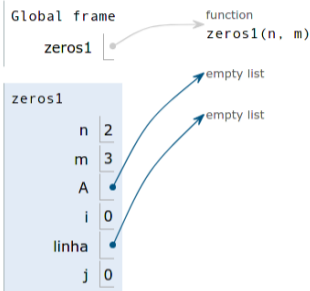 Global frame
zeros1
function
zeros1(n, m)
empty list
empty list
zeros1
n 2
m 3
A
i 0
linha
j 0